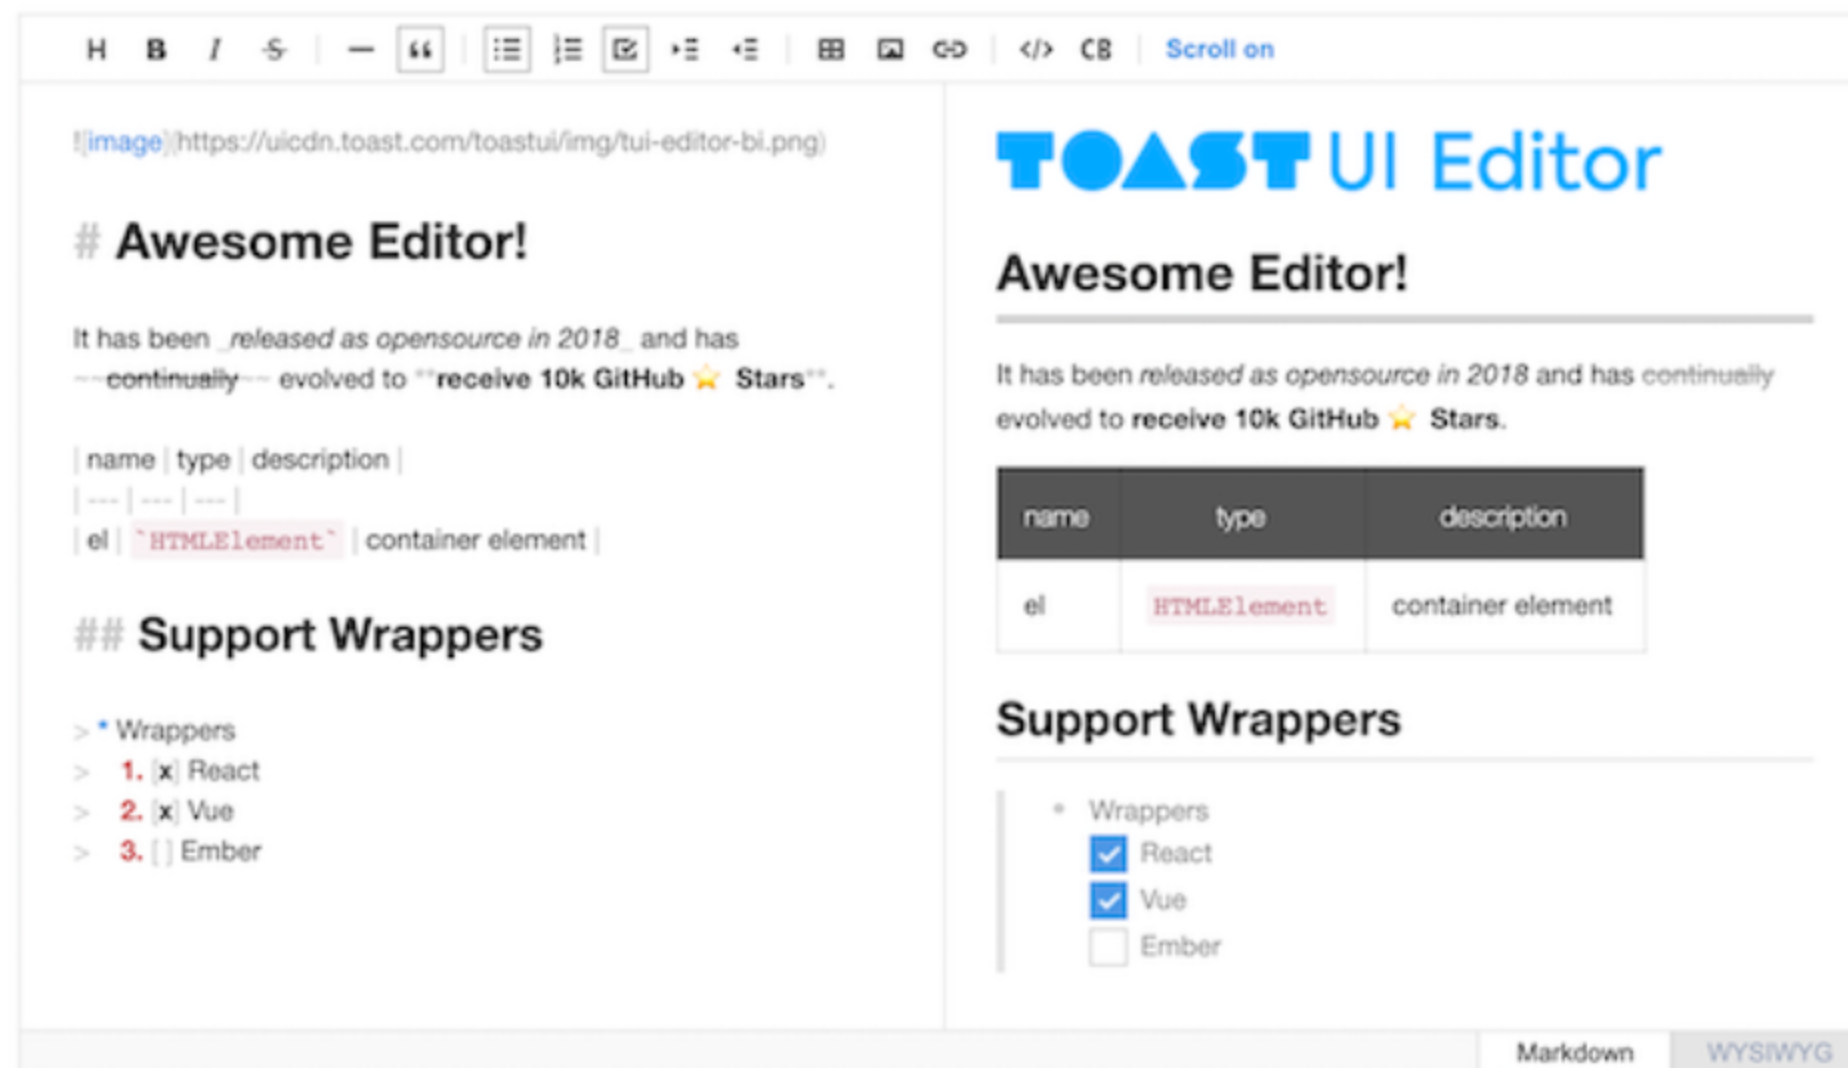 H B I S — “ </> CB Scroll on
![image](https://uicdn.toast.com/toastui/img/tui-editor-bi.png)
# Awesome Editor!
It has been _released as opensource in 2018_ and has
~~continually~~ evolved to **receive 10k GitHub ⭐ Stars**.
| name | type | description |
| --- | --- | --- |
| el | `HTMLElement` | container element |
## Support Wrappers
> * Wrappers
> 1. [x] React
> 2. [x] Vue
> 3. [ ] Ember
TOAST UI Editor
Awesome Editor!
It has been released as opensource in 2018 and has continually
evolved to receive 10k GitHub ⭐ Stars.
name type description
el HTMLElement container element
Support Wrappers
• Wrappers
React
Vue
Ember
Markdown WYSIWYG